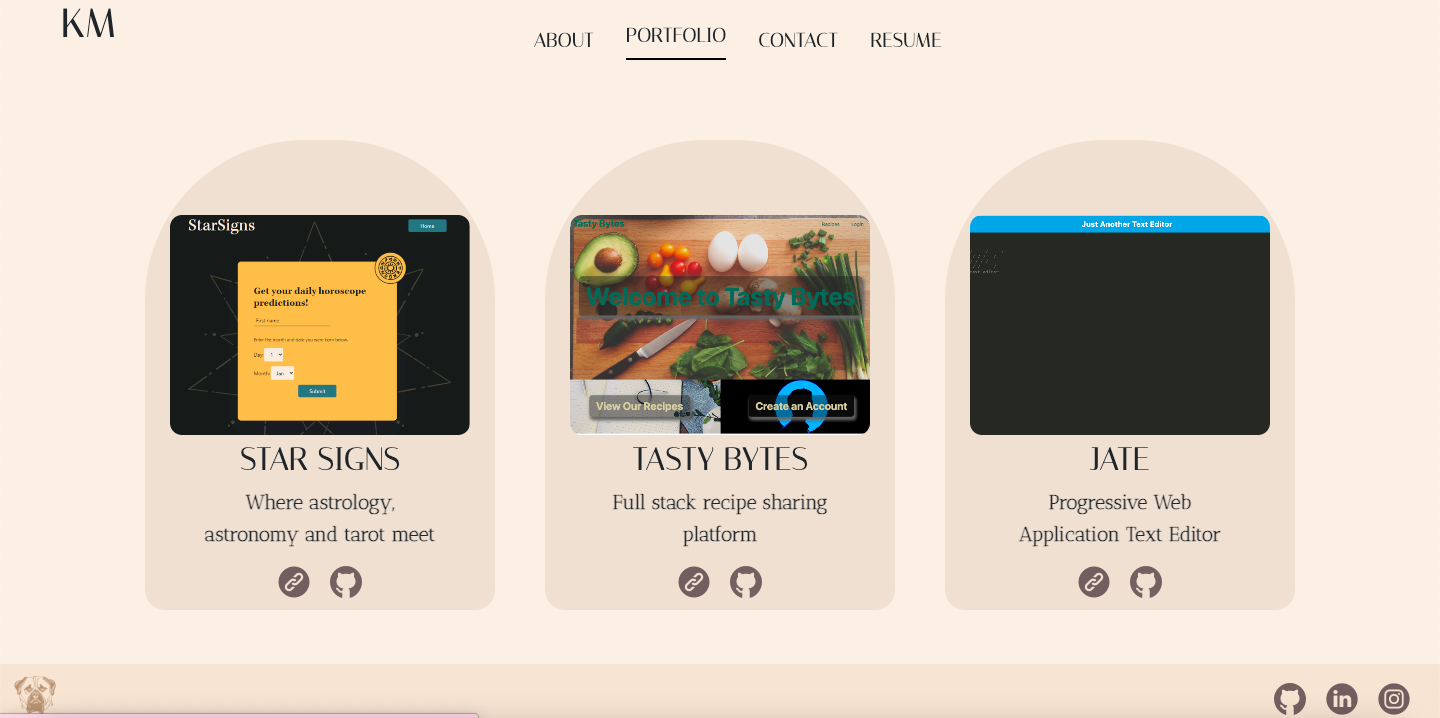 KM
ABOUT PORTFOLIO CONTACT RESUME
StarSigns
Home
Get your daily horoscope
predictions!
First name
Enter the month and date you were born below.
Day 1
Month Jan
Submit
Tasty Bytes
Recipes Login
Welcome to Tasty Bytes
View Our Recipes
Create an Account
Just Another Text Editor
text editor
STAR SIGNS
Where astrology,
astronomy and tarot meet
TASTY BYTES
Full stack recipe sharing
platform
JATE
Progressive Web
Application Text Editor
in